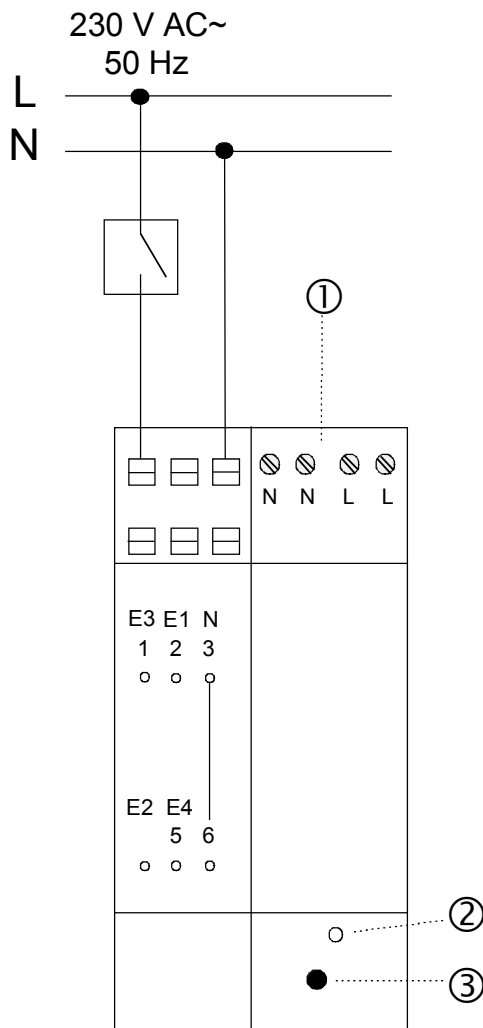 230 V AC~
50 Hz
L
N
①
N N L L
E3 E1 N
1 2 3
E2 E4
5 6
②
③